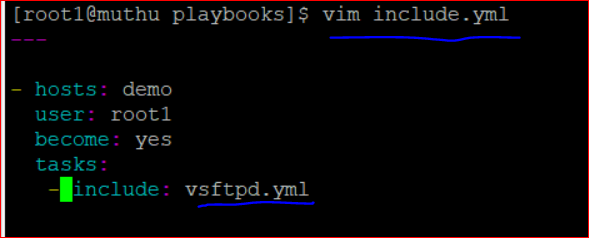 [root1@muthu playbooks]$ vim include.yml
---
- hosts: demo
  user: root1
  become: yes
  tasks:
   - include: vsftpd.yml